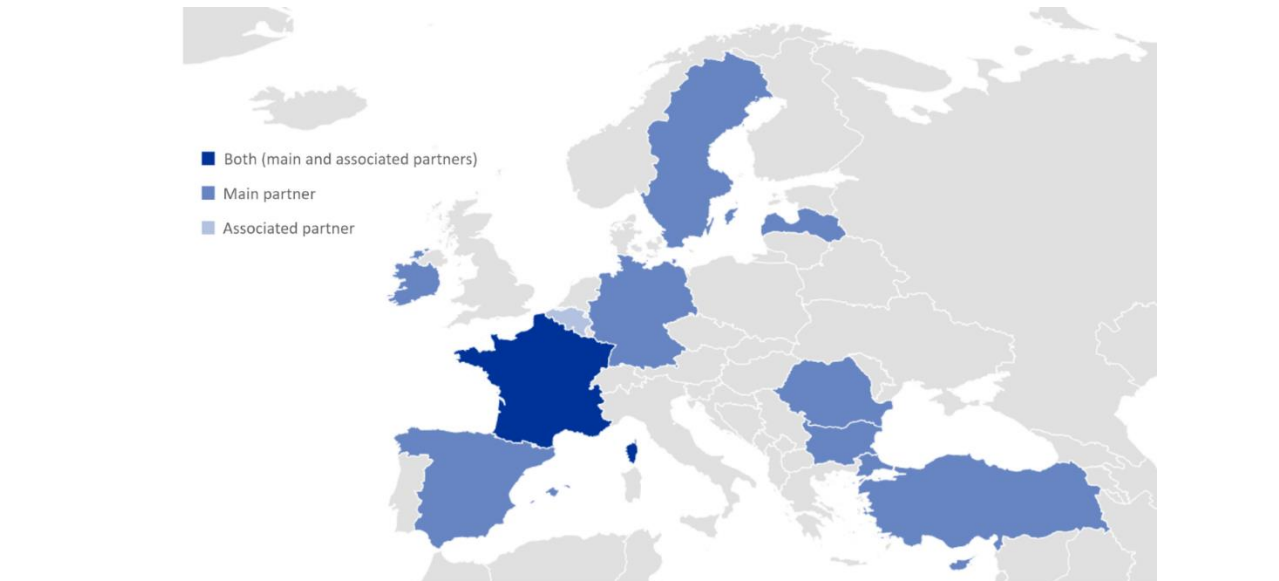 Both (main and associated partners)
Main partner
Associated partner